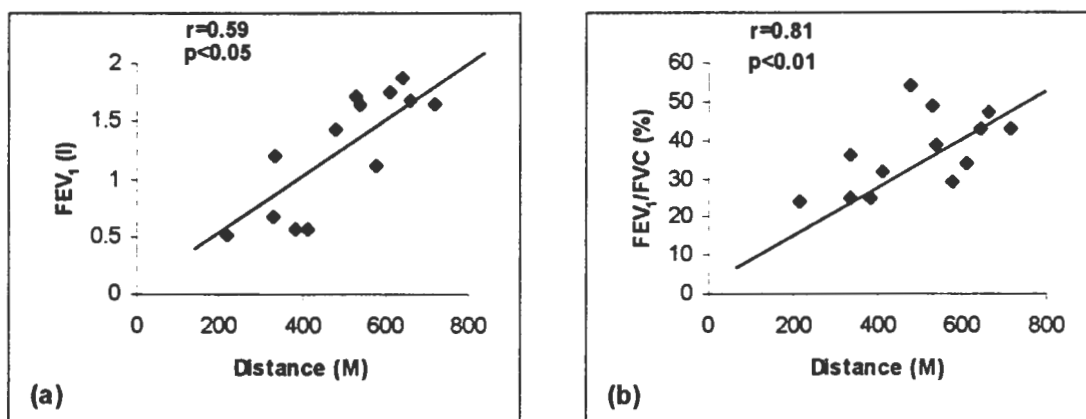 r=0.59
p<0.05
2
1.5
1
0.5
0
FEV₁ (l)
0 200 400 600 800
Distance (M)
(a)
r=0.81
p<0.01
60
50
40
30
20
10
0
FEV₁/FVC (%)
0 200 400 600 800
Distance (M)
(b)